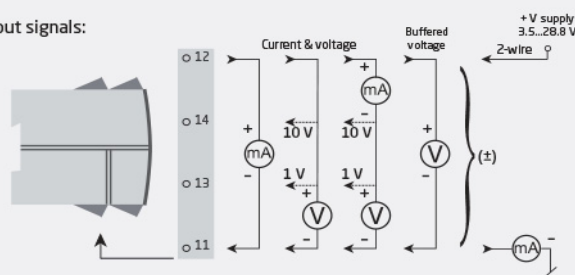 out signals:
Current & voltage
Buffered
voltage
+ V supply
3.5...28.8 V
2-wire
12
14
13
11
+
mA
-
10 V
1 V
+
V
-
+
mA
-
10 V
1 V
+
V
-
+
V
-
(±)
mA
-